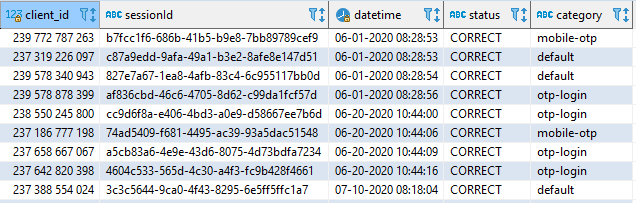 client_id ABC sessionId datetime ABC status ABC category
239 772 787 263 b7fcc1f6-686b-41b5-b9e8-7bb89789cef9 06-01-2020 08:28:53 CORRECT mobile-otp
237 319 226 097 c87a9edd-9afa-49a1-b3e2-8afe8e147d51 06-01-2020 08:28:53 CORRECT default
239 578 340 943 827e7a67-1ea8-4afb-83c4-6c955117bb0d 06-01-2020 08:28:54 CORRECT default
239 578 878 399 af836cbd-46c6-4705-8d62-c99da1fcf57d 06-01-2020 08:28:56 CORRECT otp-login
238 550 245 800 cc9d6f8a-e406-4bd3-a0e9-d58667ee7b6d 06-20-2020 10:44:00 CORRECT otp-login
237 186 777 198 74ad5409-f681-4495-ac39-93a5dac51548 06-20-2020 10:44:06 CORRECT mobile-otp
237 658 667 067 a5cb83a6-4e9e-43d6-8075-4d73bdfa7234 06-20-2020 10:44:09 CORRECT otp-login
237 642 820 398 4604c533-565d-4c30-a4f3-fc9b428f4661 06-20-2020 10:44:16 CORRECT otp-login
237 388 554 024 3c3c5644-9ca0-4f43-8295-6e5ff5ffc1a7 07-10-2020 08:18:04 CORRECT default